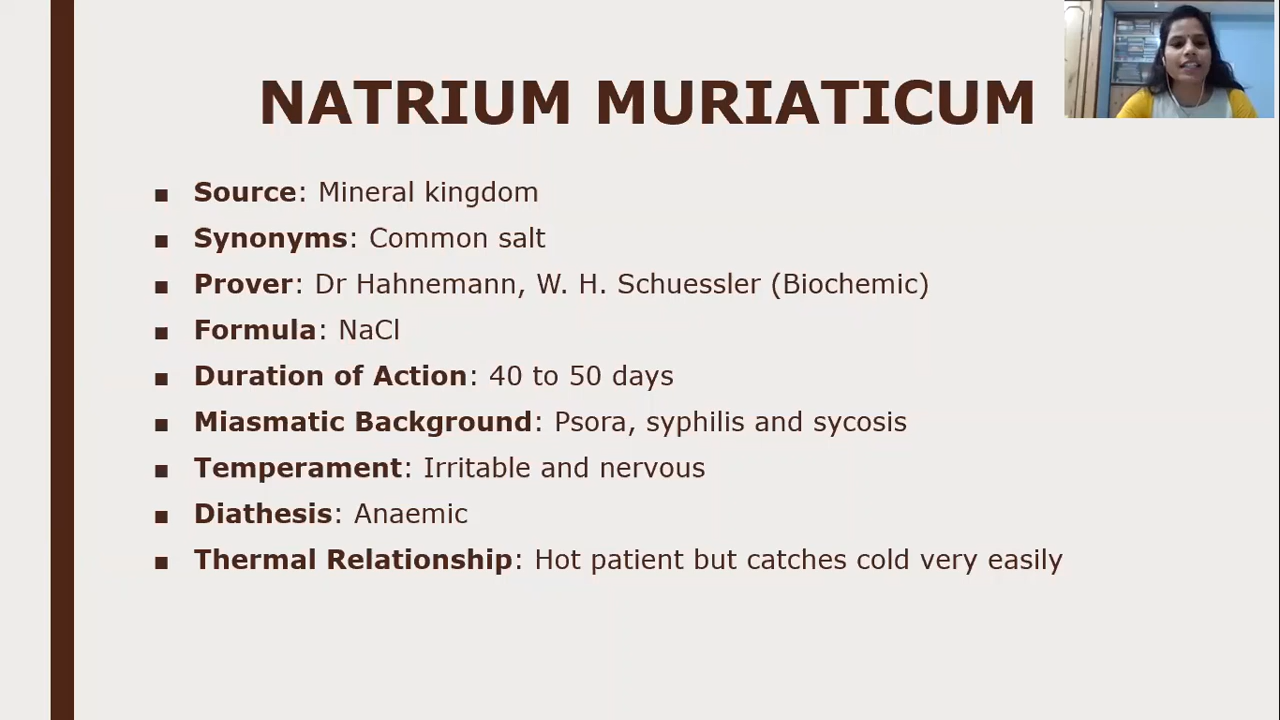 NATRIUM MURIATICUM
▪ Source: Mineral kingdom
▪ Synonyms: Common salt
▪ Prover: Dr Hahnemann, W. H. Schuessler (Biochemic)
▪ Formula: NaCl
▪ Duration of Action: 40 to 50 days
▪ Miasmatic Background: Psora, syphilis and sycosis
▪ Temperament: Irritable and nervous
▪ Diathesis: Anaemic
▪ Thermal Relationship: Hot patient but catches cold very easily